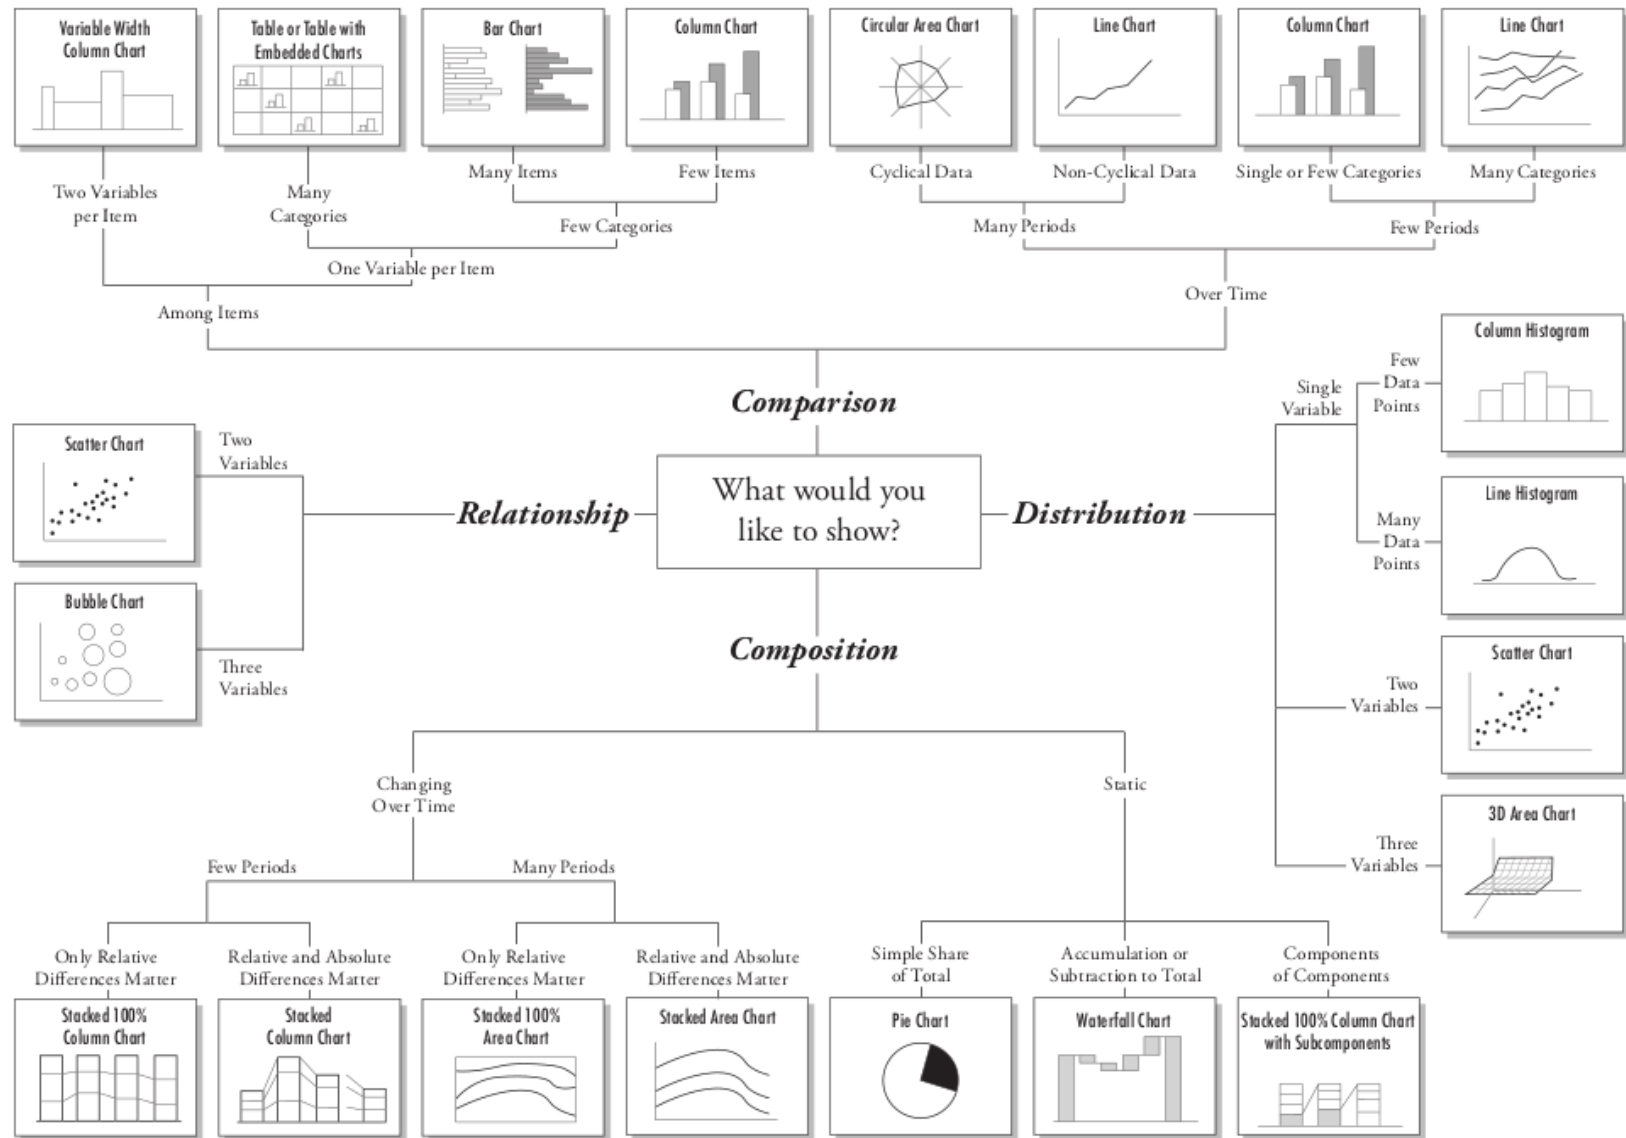 Variable Width
Column Chart
Table or Table with
Embedded Charts
Bar Chart
Column Chart
Circular Area Chart
Line Chart
Column Chart
Line Chart
Two Variables
per Item
Many
Categories
Many Items
Few Items
Cyclical Data
Non-Cyclical Data
Single or Few Categories
Many Categories
Few Categories
Many Periods
Few Periods
One Variable per Item
Among Items
Over Time
Comparison
What would you
like to show?
Relationship
Two
Variables
Scatter Chart
Bubble Chart
Three
Variables
Distribution
Single
Variable
Few
Data
Points
Column Histogram
Many
Data
Points
Line Histogram
Two
Variables
Scatter Chart
Three
Variables
3D Area Chart
Composition
Changing
Over Time
Static
Few Periods
Many Periods
Only Relative
Differences Matter
Relative and Absolute
Differences Matter
Only Relative
Differences Matter
Relative and Absolute
Differences Matter
Simple Share
of Total
Accumulation or
Subtraction to Total
Components
of Components
Stacked 100%
Column Chart
Stacked
Column Chart
Stacked 100%
Area Chart
Stacked Area Chart
Pie Chart
Waterfall Chart
Stacked 100% Column Chart
with Subcomponents